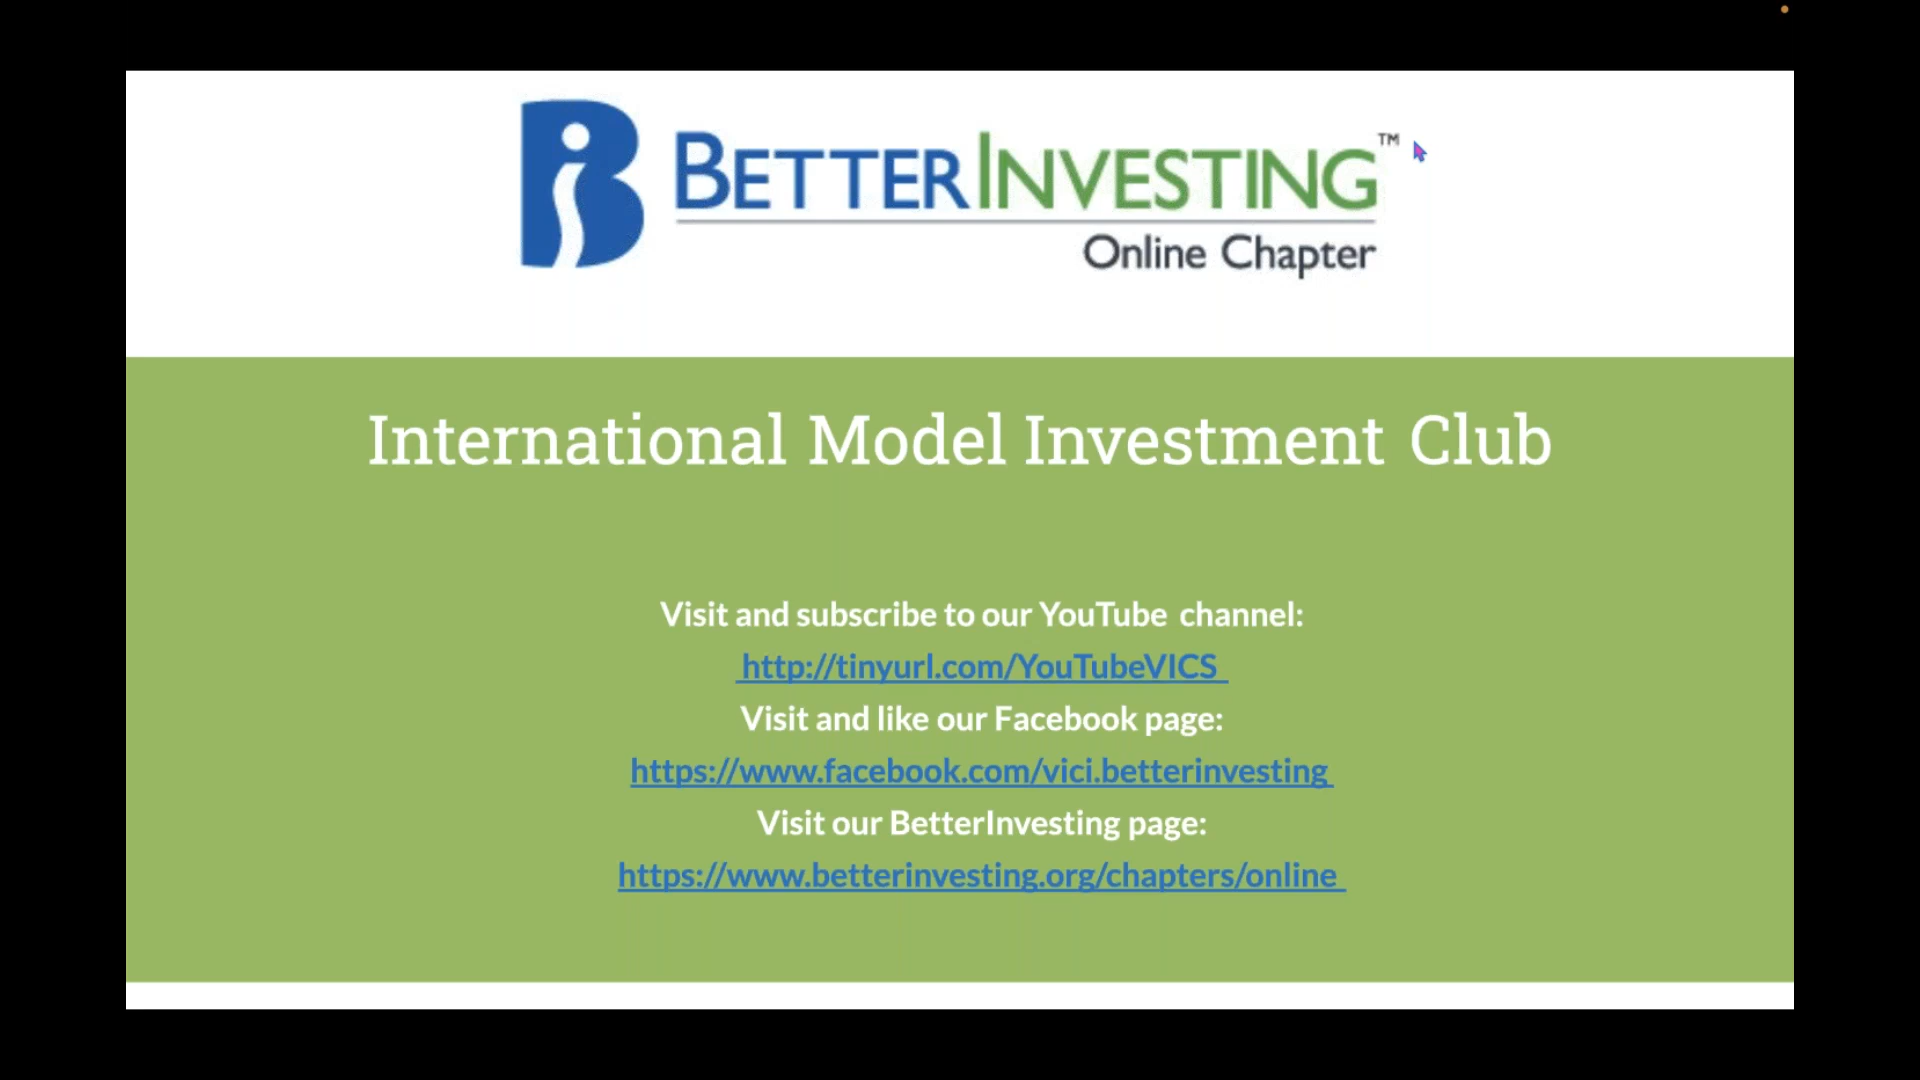 BETTERINVESTING™
Online Chapter
International Model Investment Club
Visit and subscribe to our YouTube channel:
http://tinyurl.com/YouTubeVICS
Visit and like our Facebook page:
https://www.facebook.com/vici.betterinvesting
Visit our BetterInvesting page:
https://www.betterinvesting.org/chapters/online